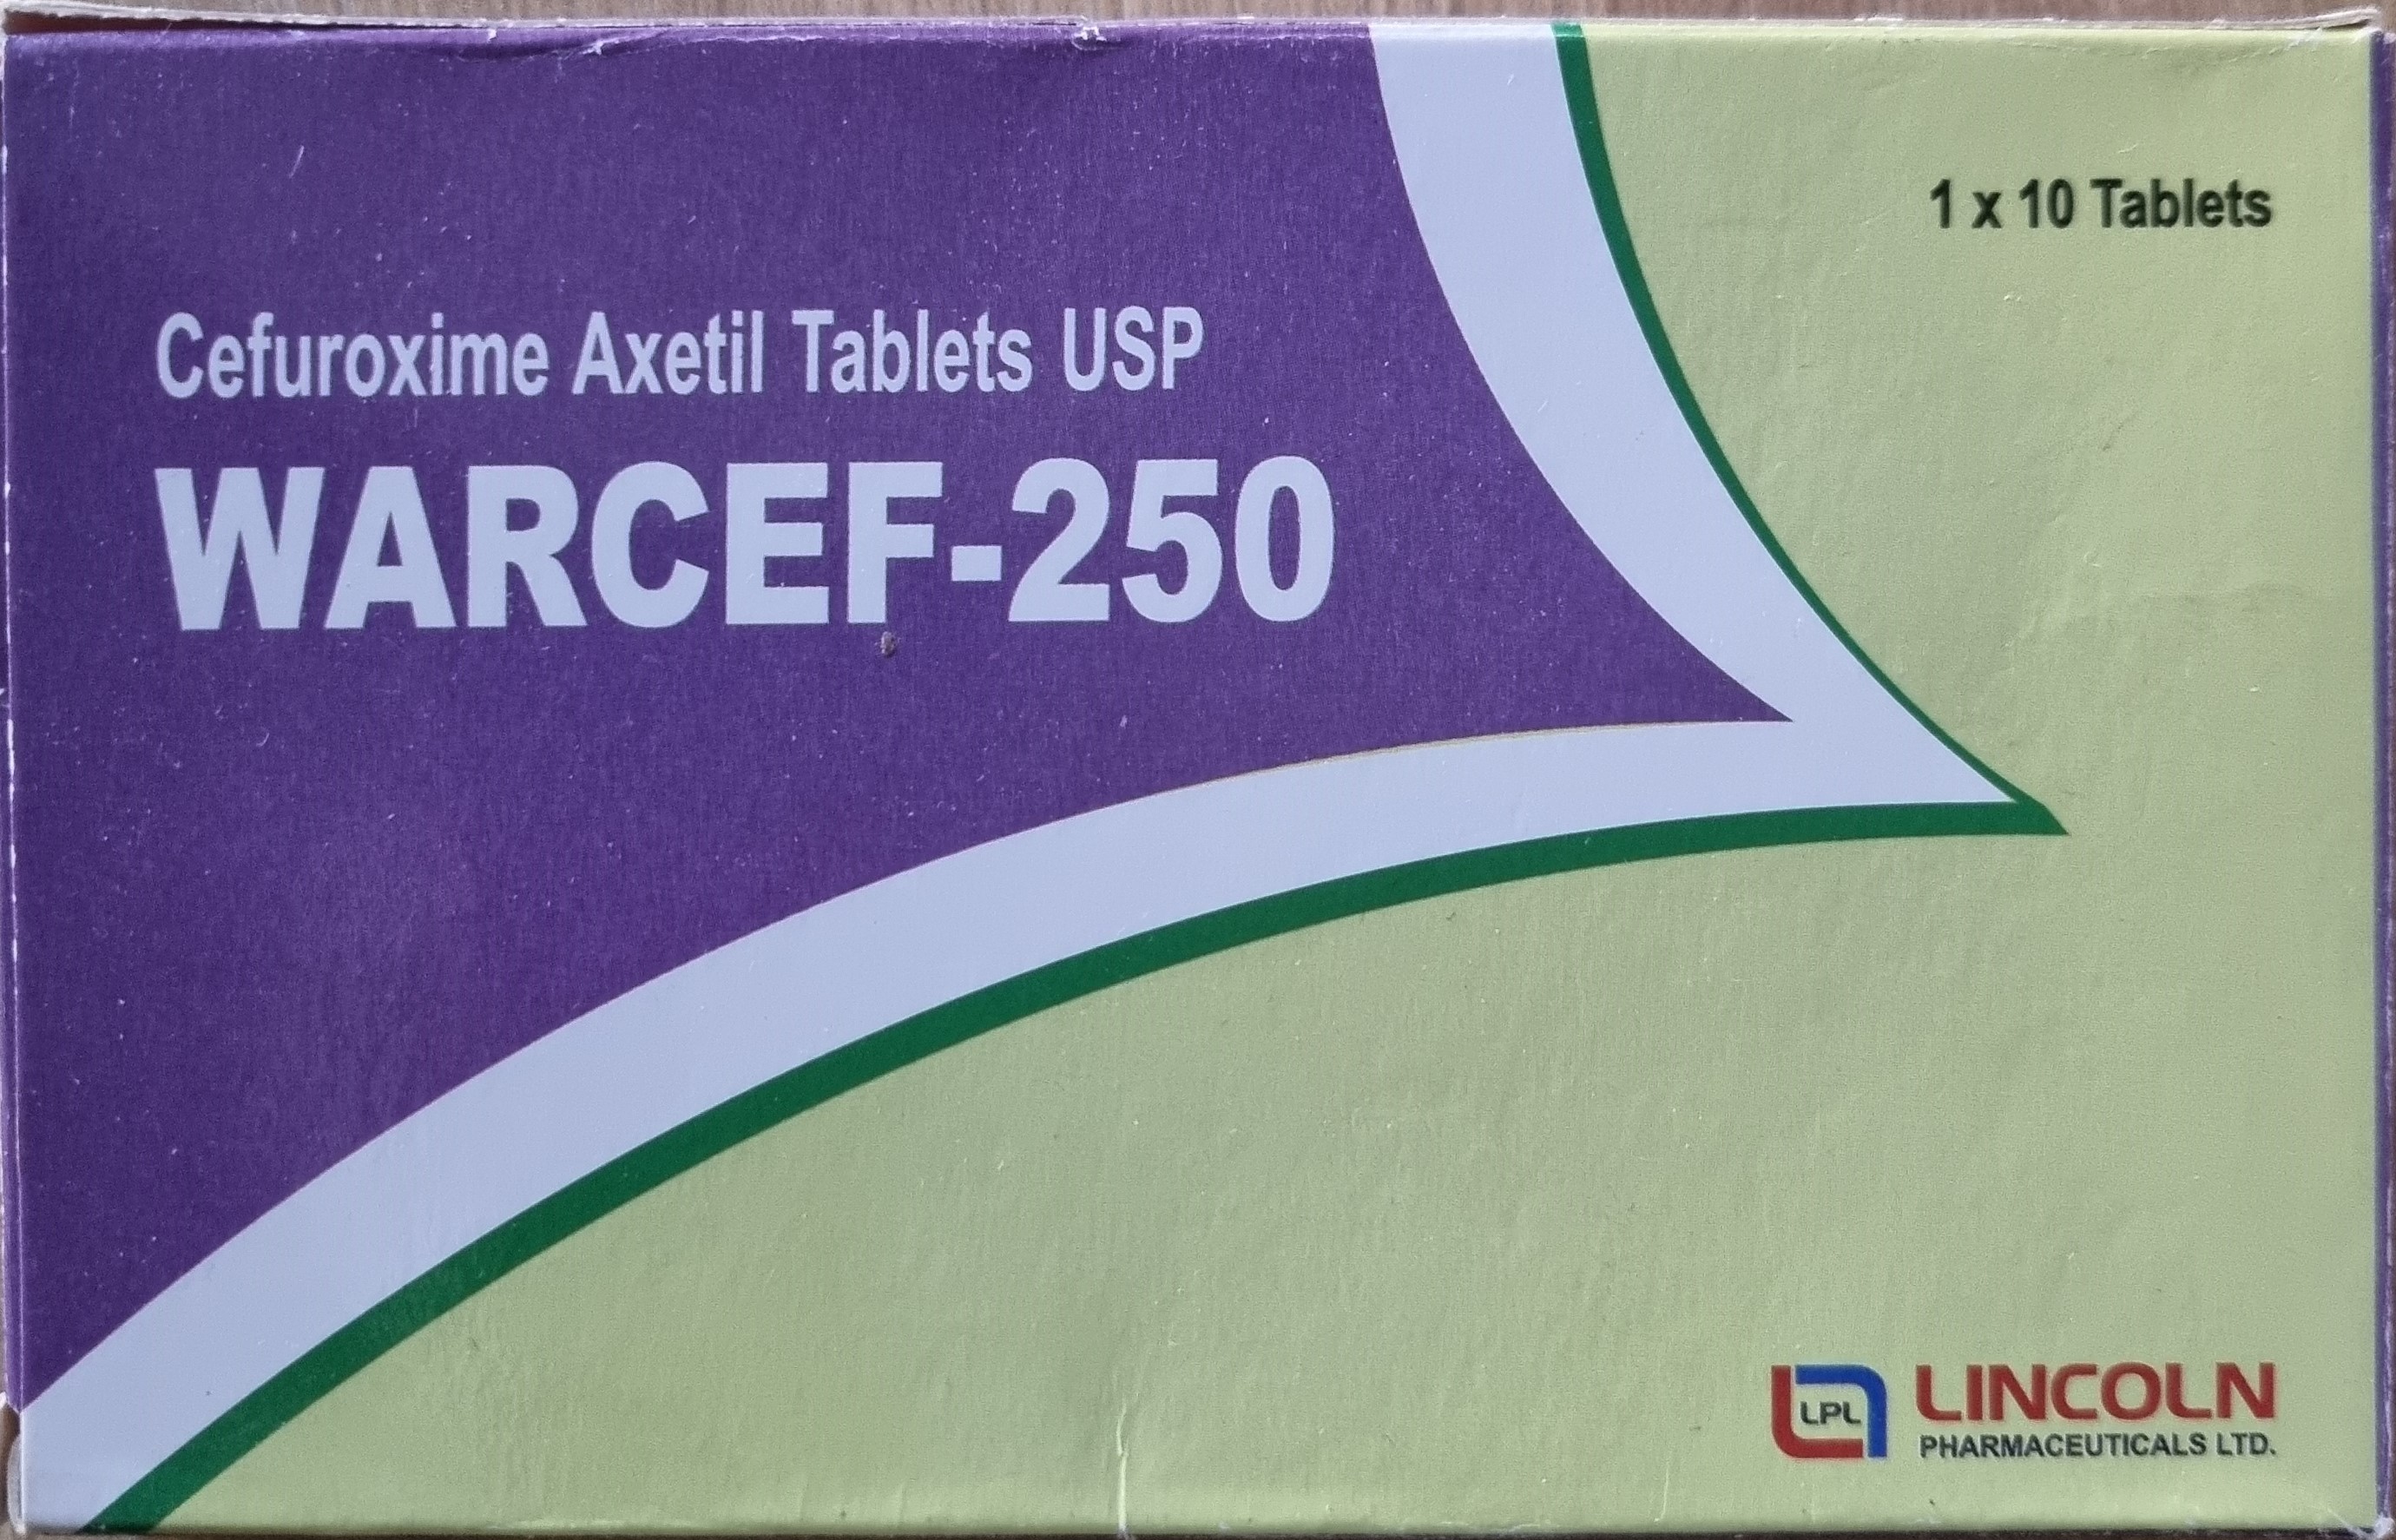 1 x 10 Tablets
Cefuroxime Axetil Tablets USP
WARCEF-250
LPL
LINCOLN
PHARMACEUTICALS LTD.